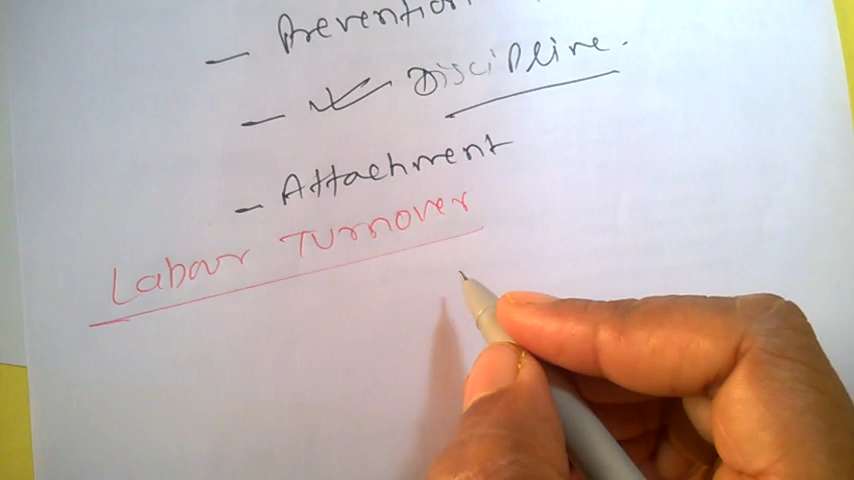 - Prevention
- Discipline.
- Attachment
Labour Turnover